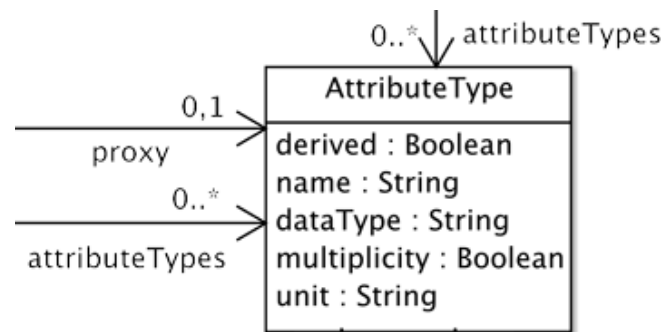 0..* attributeTypes
AttributeType
0,1
proxy
derived : Boolean
name : String
0..*
dataType : String
attributeTypes
multiplicity : Boolean
unit : String